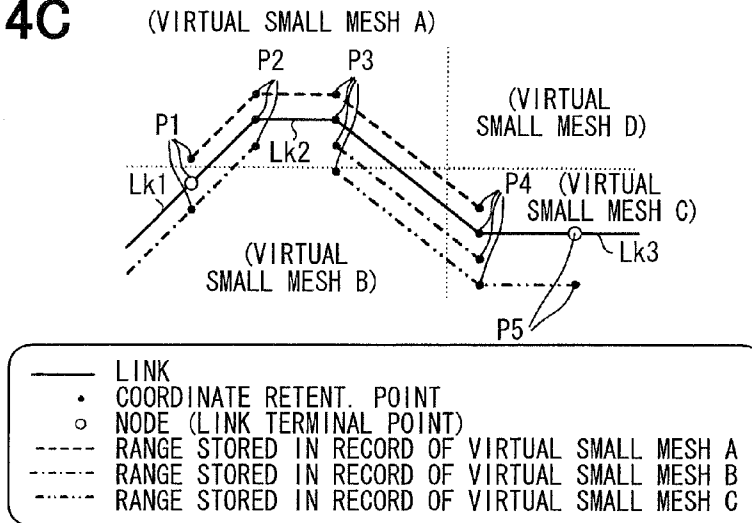 4C
(VIRTUAL SMALL MESH A)
P2
P3
(VIRTUAL
SMALL MESH D)
P1
Lk2
Lk1
P4
(VIRTUAL
SMALL MESH C)
(VIRTUAL
SMALL MESH B)
Lk3
P5
LINK
COORDINATE RETENT. POINT
NODE (LINK TERMINAL POINT)
RANGE STORED IN RECORD OF VIRTUAL SMALL MESH A
RANGE STORED IN RECORD OF VIRTUAL SMALL MESH B
RANGE STORED IN RECORD OF VIRTUAL SMALL MESH C